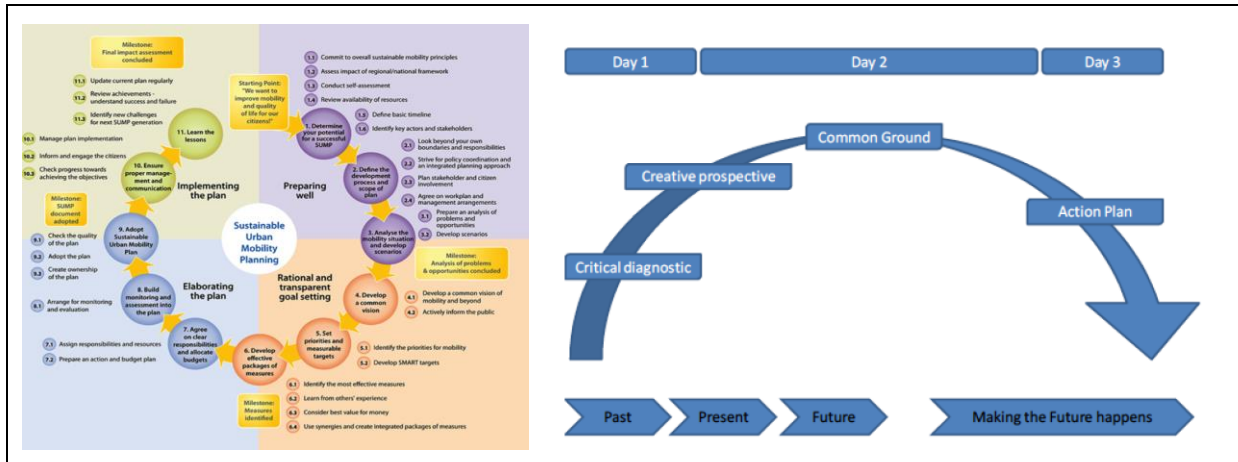 Milestone:
Final impact assessment
concluded
11.1 Update current plan regularly
11.2 Review achievements -
understand success and failure
11.3 Identify new challenges
for next SUMP generation
10.1 Manage plan implementation
10.2 Inform and engage the citizens
10.3 Check progress towards
achieving the objectives
11. Learn the
lessons
10. Ensure
proper manage-
ment and
communication
Implementing
the plan
Milestone:
SUMP
document
adopted
9. Adopt
Sustainable
Urban Mobility
Plan
9.1 Check the quality
of the plan
9.2 Adopt the plan
9.3 Create ownership
of the plan
Starting Point:
"We want to
improve mobility
and quality
of life for our
citizens!"
1.1 Commit to overall sustainable mobility principles
1.2 Assess impact of regional/national framework
1.3 Conduct self-assessment
1.4 Review availability of resources
1.5 Define basic timeline
1.6 Identify key actors and stakeholders
1. Determine
your potential
for a successful
SUMP
2.1 Look beyond your own
boundaries and responsibilities
2.2 Strive for policy coordination and
an integrated planning approach
2.3 Plan stakeholder and citizen
involvement
2.4 Agree on workplan and
management arrangements
2. Define the
development
process and
scope of
plan
Preparing
well
3.1 Prepare an analysis of
problems and
opportunities
3.2 Develop scenarios
3. Analyse the
mobility situation
and develop
scenarios
Sustainable
Urban
Mobility
Planning
Milestone:
Analysis of problems
& opportunities concluded
Rational and
transparent
goal setting
4. Develop
a common
vision
4.1 Develop a common vision of
mobility and beyond
4.2 Actively inform the public
5. Set
priorities and
measurable
targets
5.1 Identify the priorities for mobility
5.2 Develop SMART targets
6. Develop
effective
packages of
measures
6.1 Identify the most effective measures
6.2 Learn from others' experience
6.3 Consider best value for money
6.4 Use synergies and create integrated packages of measures
Milestone:
Measures
identified
Elaborating
the plan
7. Agree
on clear
responsibilities
and allocate
budgets
7.1 Assign responsibilities and resources
7.2 Prepare an action and budget plan
8. Build
monitoring and
assessment into
the plan
Arrange for monitoring
and evaluation
Day 1
Day 2
Day 3
Common Ground
Creative prospective
Action Plan
Critical diagnostic
Past
Present
Future
Making the Future happens